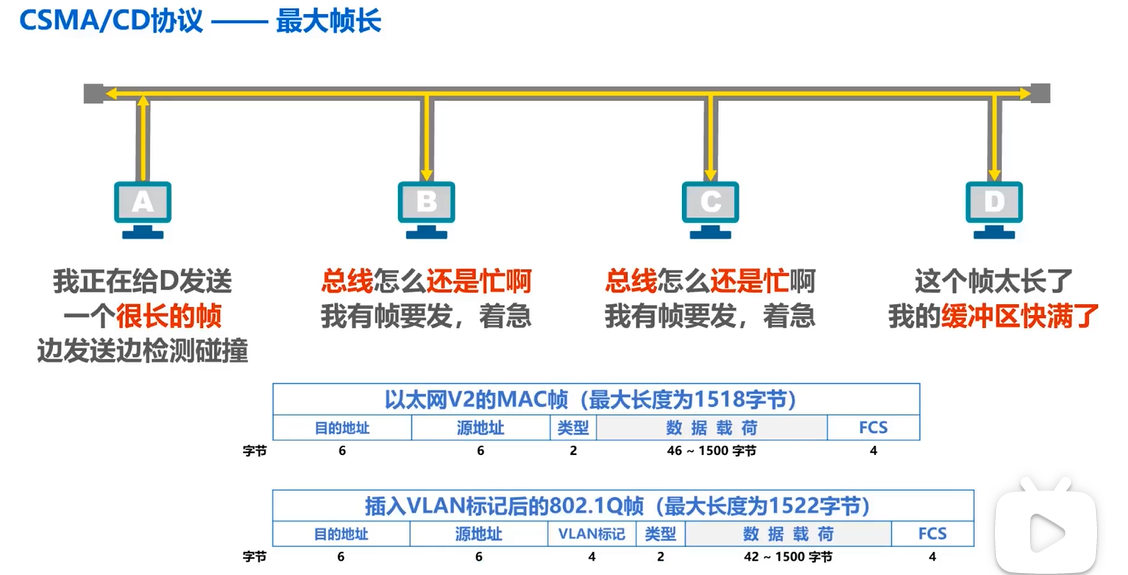 CSMA/CD协议 —— 最大帧长
A
B
C
D
我正在给D发送
一个很长的帧
边发送边检测碰撞
总线怎么还是忙啊
我有帧要发，着急
总线怎么还是忙啊
我有帧要发，着急
这个帧太长了
我的缓冲区快满了
以太网V2的MAC帧（最大长度为1518字节）
目的地址 源地址 类型 数据载荷 FCS
字节 6 6 2 46 ~ 1500 字节 4
插入VLAN标记后的802.1Q帧（最大长度为1522字节）
目的地址 源地址 VLAN标记 类型 数据载荷 FCS
字节 6 6 4 2 42 ~ 1500 字节 4